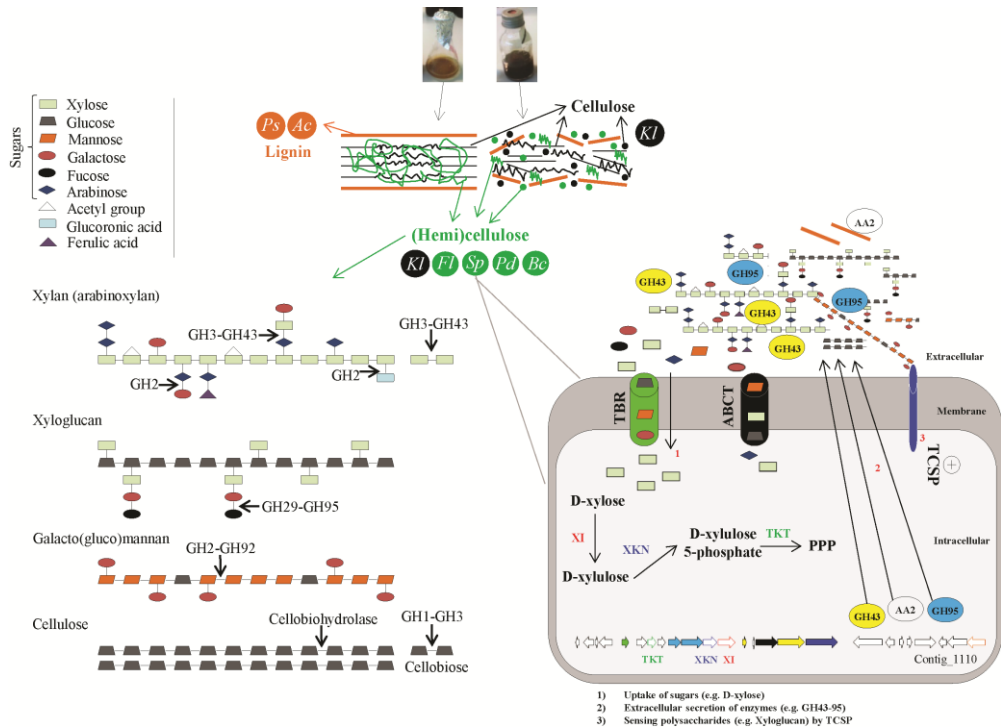 Sugars
Xylose
Glucose
Mannose
Galactose
Fucose
Arabinose
Acetyl group
Glucoronic acid
Ferulic acid
Ps
Ac
Lignin
Cellulose
Kl
(Hemi)cellulose
Kl
Fl
Sp
Pd
Bc
Xylan (arabinoxylan)
GH3-GH43
GH3-GH43
GH2
GH2
Xyloglucan
GH29-GH95
Galacto(gluco)mannan
GH2-GH92
Cellulose
Cellobiohydrolase
GH1-GH3
Cellobiose
AA2
GH95
GH43
GH95
GH43
GH43
Extracellular
TBR
ABCT
Membrane
1
3
TCSP
+
2
D-xylose
XI
XKN
D-xylulose
D-xylulose
5-phosphate
TKT
PPP
Intracellular
GH43
AA2
GH95
TKT
XKN
XI
Contig_1110
1) Uptake of sugars (e.g. D-xylose)
2) Extracellular secretion of enzymes (e.g. GH43-95)
3) Sensing polysaccharides (e.g. Xyloglucan) by TCSP